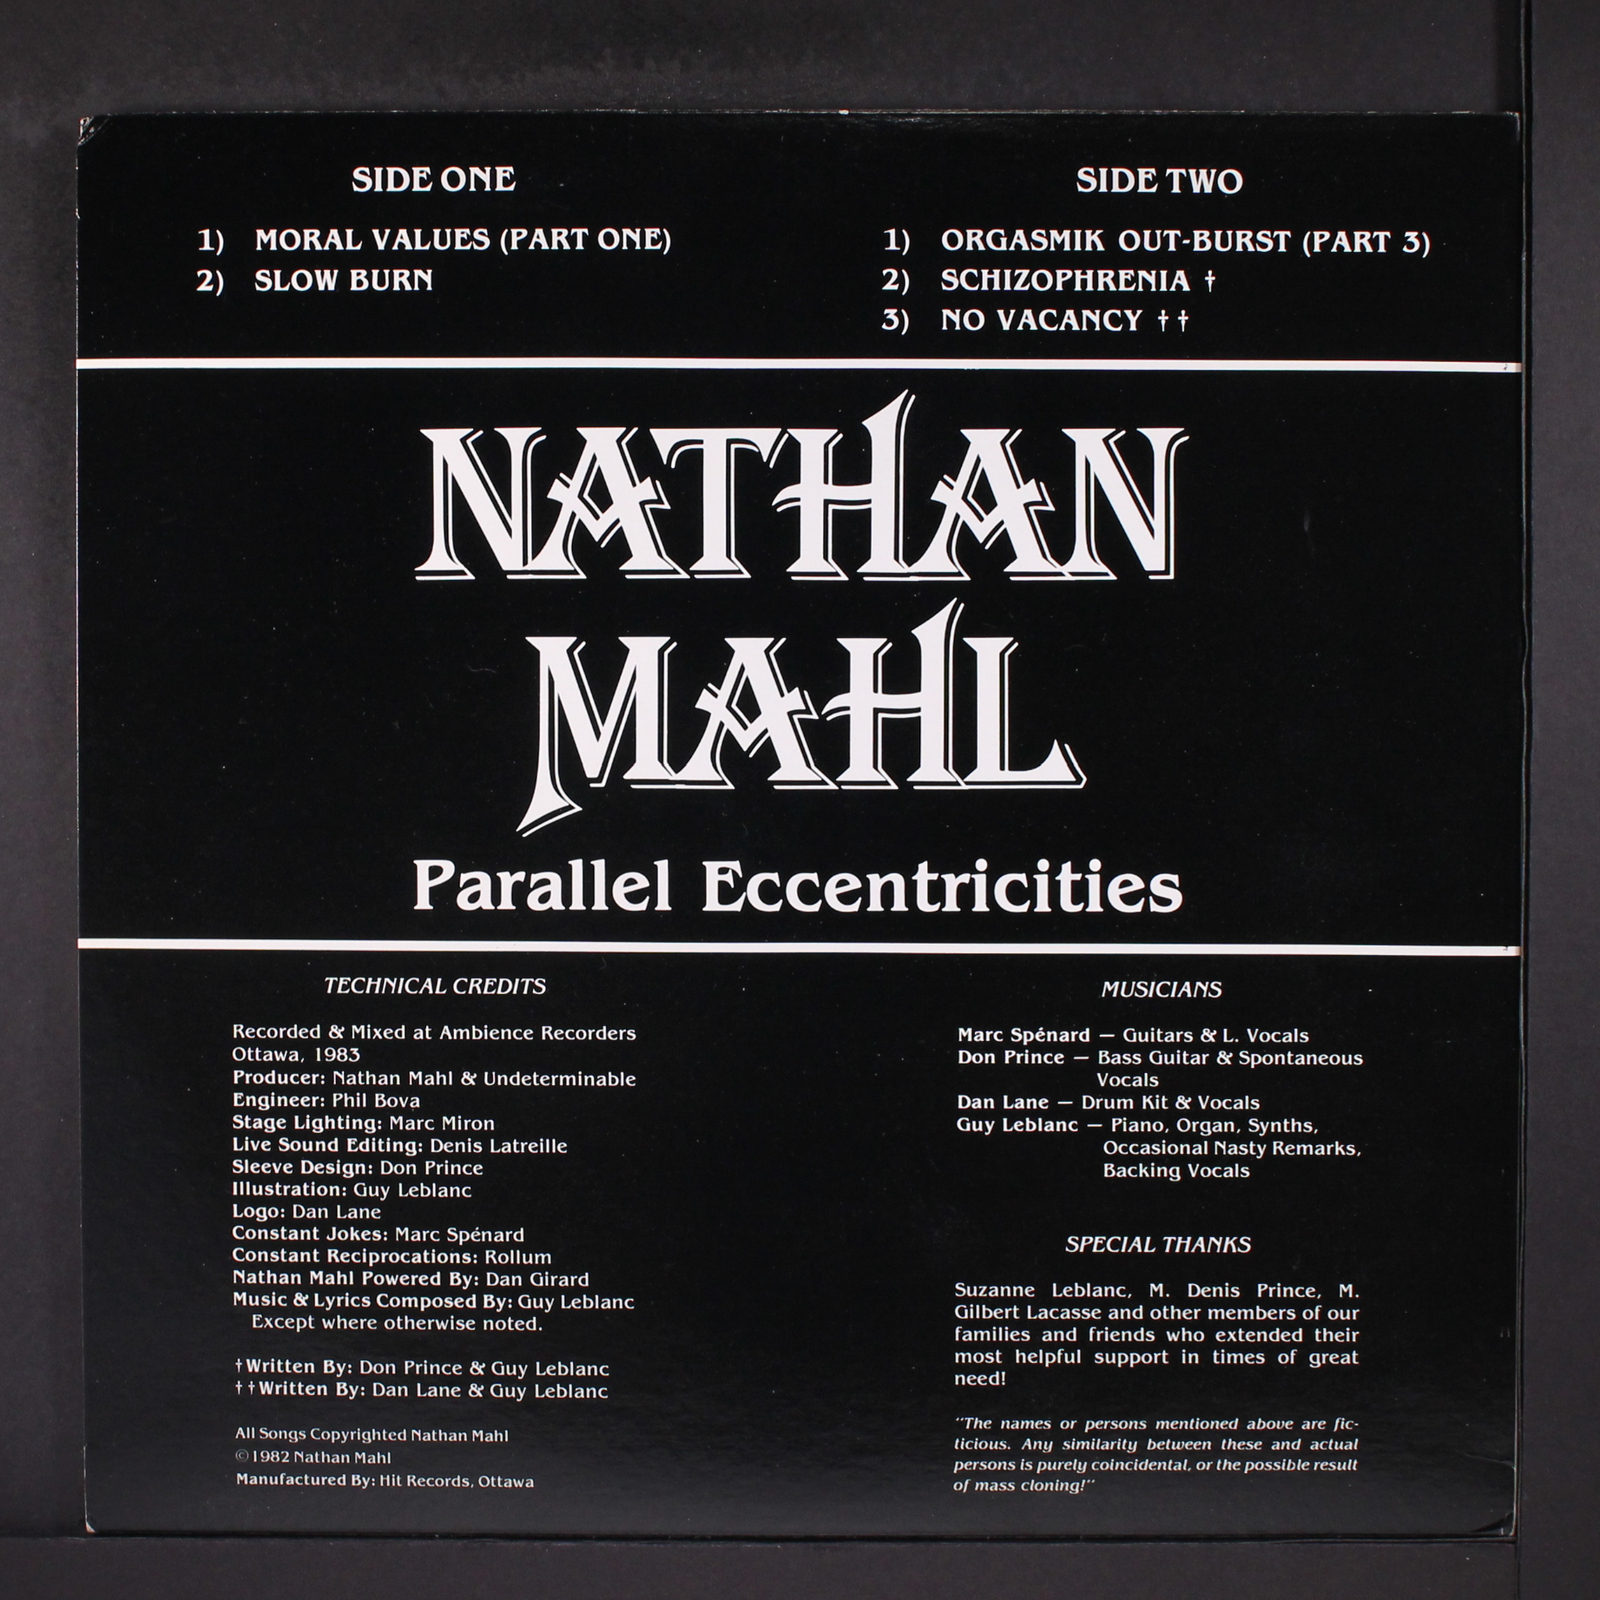 SIDE ONE
1) MORAL VALUES (PART ONE)
2) SLOW BURN
SIDE TWO
1) ORGASMIK OUT-BURST (PART 3)
2) SCHIZOPHRENIA †
3) NO VACANCY ††
NATHAN
MAHL
Parallel Eccentricities
TECHNICAL CREDITS
Recorded & Mixed at Ambience Recorders
Ottawa, 1983
Producer: Nathan Mahl & Undeterminable
Engineer: Phil Bova
Stage Lighting: Marc Miron
Live Sound Editing: Denis Latreille
Sleeve Design: Don Prince
Illustration: Guy Leblanc
Logo: Dan Lane
Constant Jokes: Marc Spénard
Constant Reciprocations: Rollum
Nathan Mahl Powered By: Dan Girard
Music & Lyrics Composed By: Guy Leblanc
Except where otherwise noted.
†Written By: Don Prince & Guy Leblanc
††Written By: Dan Lane & Guy Leblanc
All Songs Copyrighted Nathan Mahl
©1982 Nathan Mahl
Manufactured By: Hit Records, Ottawa
MUSICIANS
Marc Spénard — Guitars & L. Vocals
Don Prince — Bass Guitar & Spontaneous
Vocals
Dan Lane — Drum Kit & Vocals
Guy Leblanc — Piano, Organ, Synths,
Occasional Nasty Remarks,
Backing Vocals
SPECIAL THANKS
Suzanne Leblanc, M. Denis Prince, M.
Gilbert Lacasse and other members of our
families and friends who extended their
most helpful support in times of great
need!
"The names or persons mentioned above are fic-
ticious. Any similarity between these and actual
persons is purely coincidental, or the possible result
of mass cloning!"